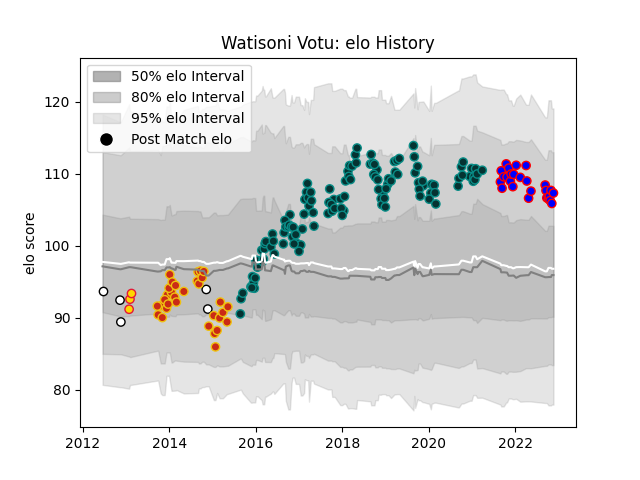 Watisoni Votu: elo History
50% elo Interval
80% elo Interval
95% elo Interval
Post Match elo
elo score
120
110
100
90
80
2012
2014
2016
2018
2020
2022